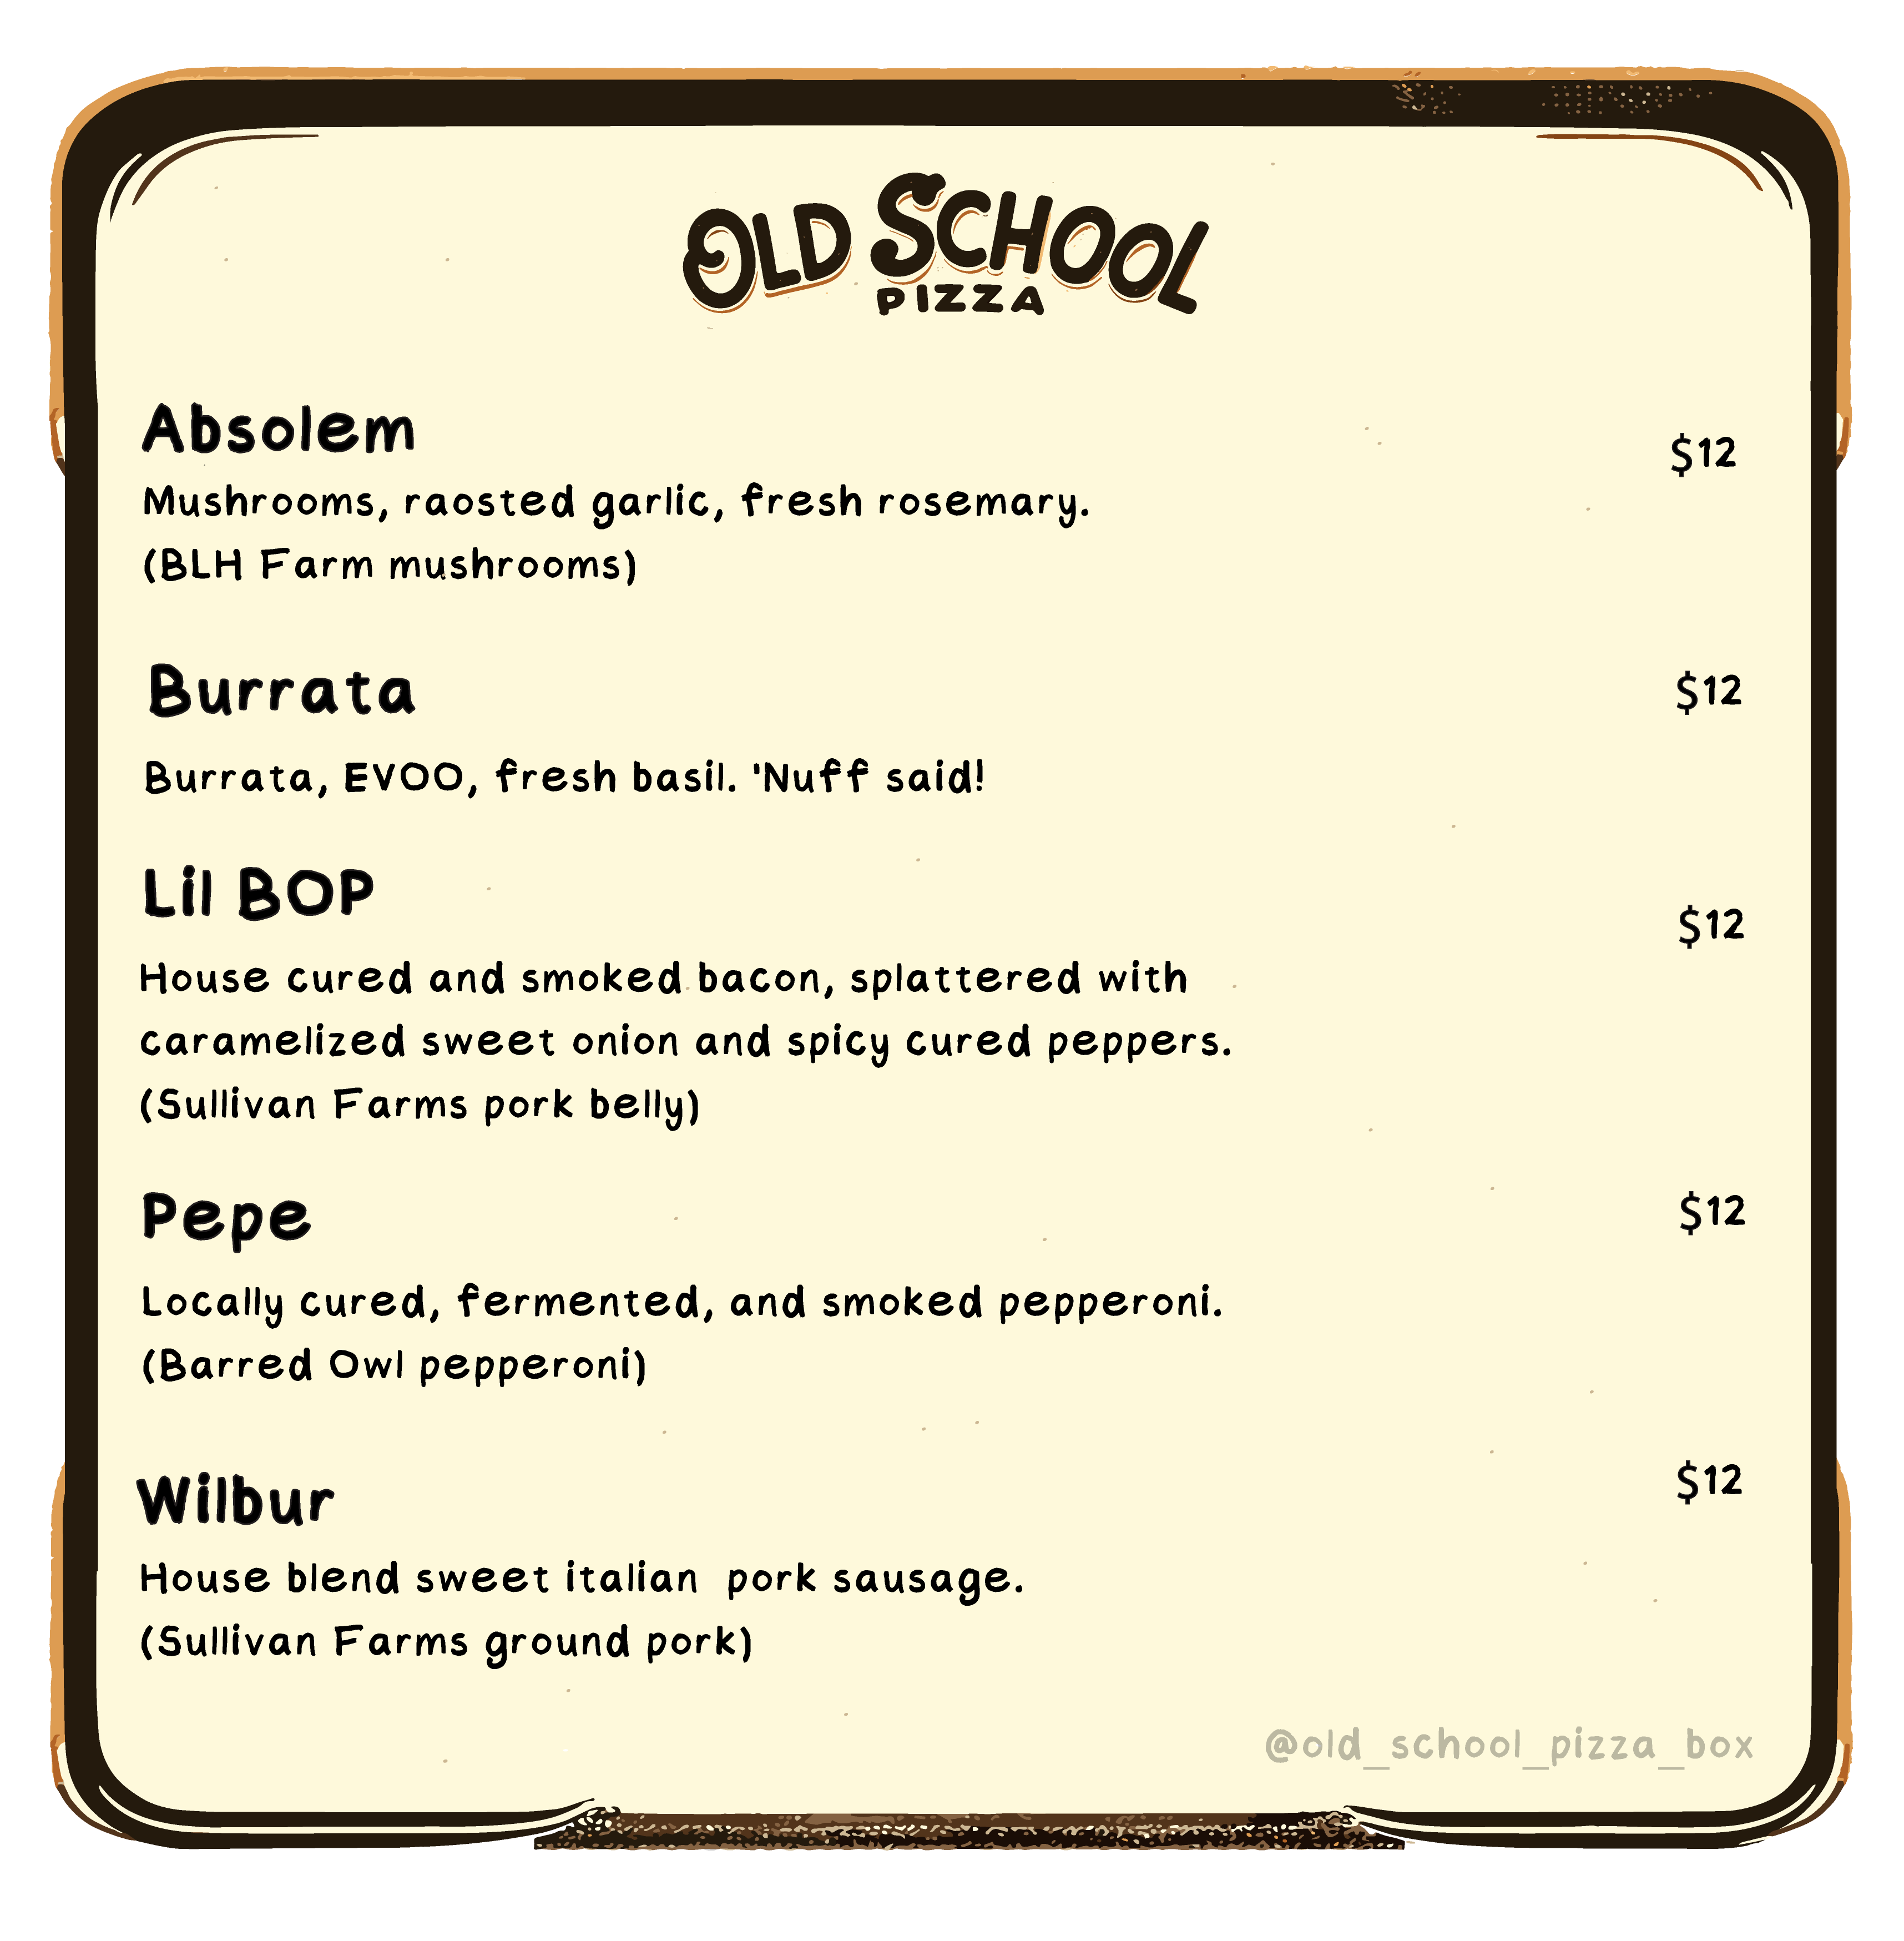 OLD SCHOOL
PIZZA
Absolem
$12
Mushrooms, raosted garlic, fresh rosemary.
(BLH Farm mushrooms)
Burrata
$12
Burrata, EVOO, fresh basil. 'Nuff said!
Lil BOP
$12
House cured and smoked bacon, splattered with
caramelized sweet onion and spicy cured peppers.
(Sullivan Farms pork belly)
Pepe
$12
Locally cured, fermented, and smoked pepperoni.
(Barred Owl pepperoni)
Wilbur
$12
House blend sweet italian  pork sausage.
(Sullivan Farms ground pork)
@old_school_pizza_box